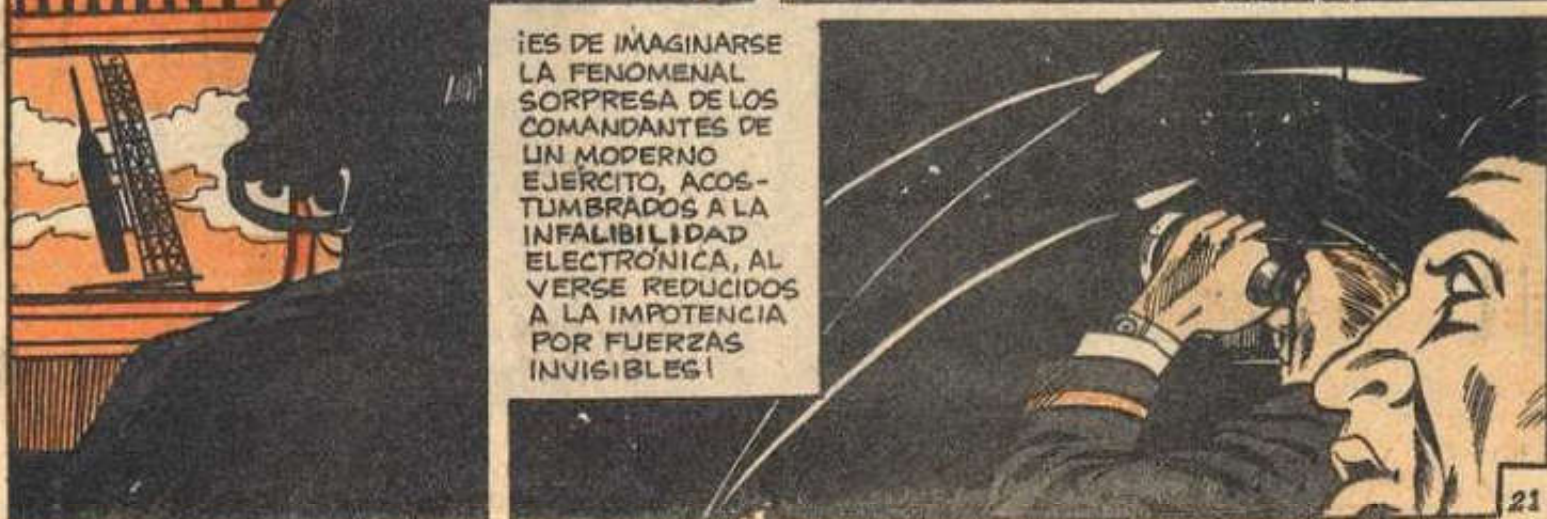 ¡ES DE IMAGINARSE
LA FENOMENAL
SORPRESA DE LOS
COMANDANTES DE
UN MODERNO
EJÉRCITO, ACOS-
TUMBRADOS A LA
INFALIBILIDAD
ELECTRÓNICA, AL
VERSE REDUCIDOS
A LA IMPOTENCIA
POR FUERZAS
INVISIBLES!
21